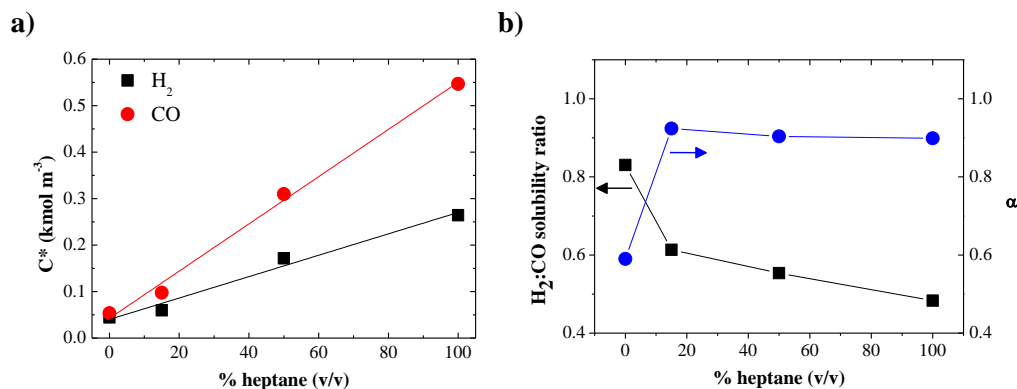 a)
H₂
CO
C* (kmol m⁻³)
0.6
0.5
0.4
0.3
0.2
0.1
0.0
0 20 40 60 80 100
% heptane (v/v)
b)
H₂:CO solubility ratio
1.0 1.0
0.8 0.8
0.6 0.6
0.4 0.4
α
0 20 40 60 80 100
% heptane (v/v)